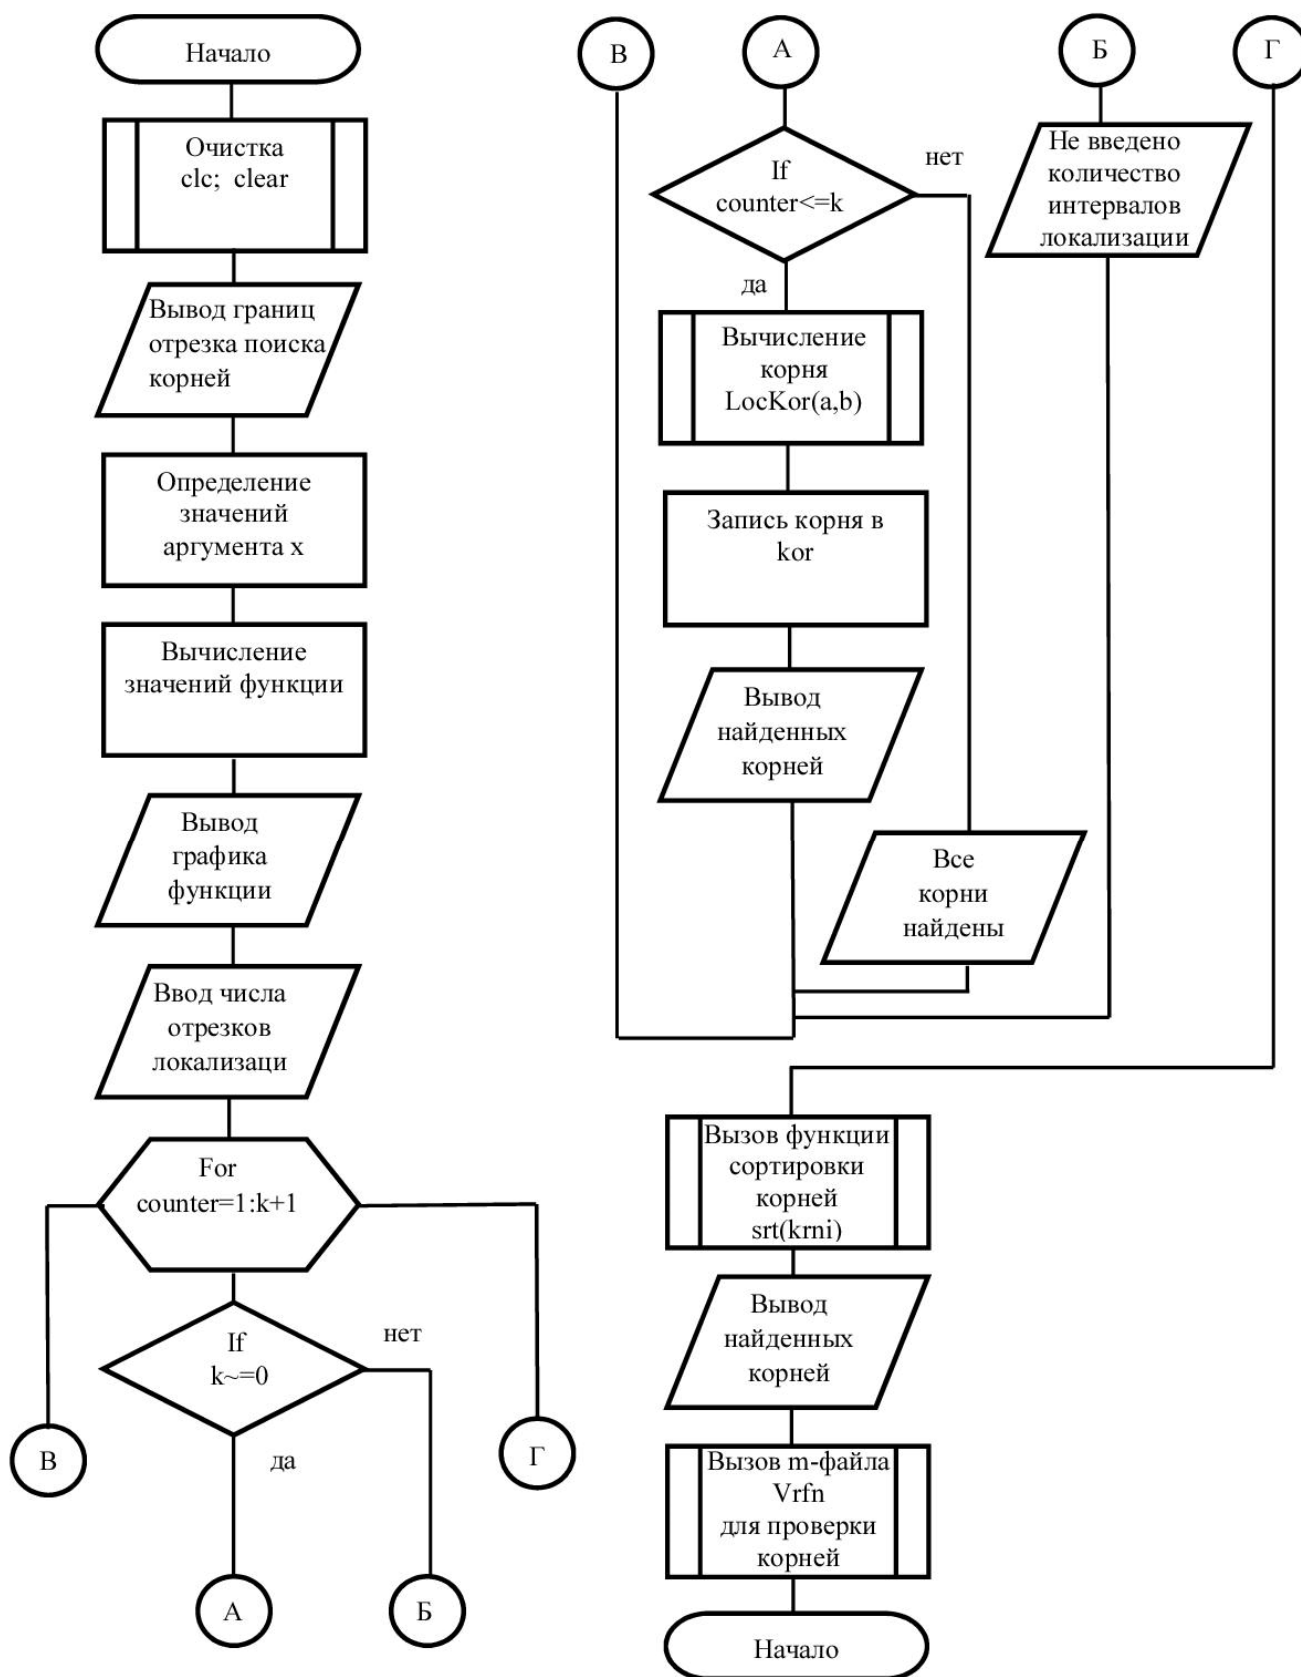 Начало
Очистка
clc; clear
Вывод границ
отрезка поиска
корней
Определение
значений
аргумента x
Вычисление
значений функции
Вывод
графика
функции
Ввод числа
отрезков
локализаци
For
counter=1:k+1
If
k~=0
нет
да
В
Г
А
Б
В
А
Б
Г
If
counter<=k
нет
да
Не введено
количество
интервалов
локализации
Вычисление
корня
LocKor(a,b)
Запись корня в
kor
Вывод
найденных
корней
Все
корни
найдены
Вызов функции
сортировки
корней
srt(krni)
Вывод
найденных
корней
Вызов m-файла
Vrfn
для проверки
корней
Начало